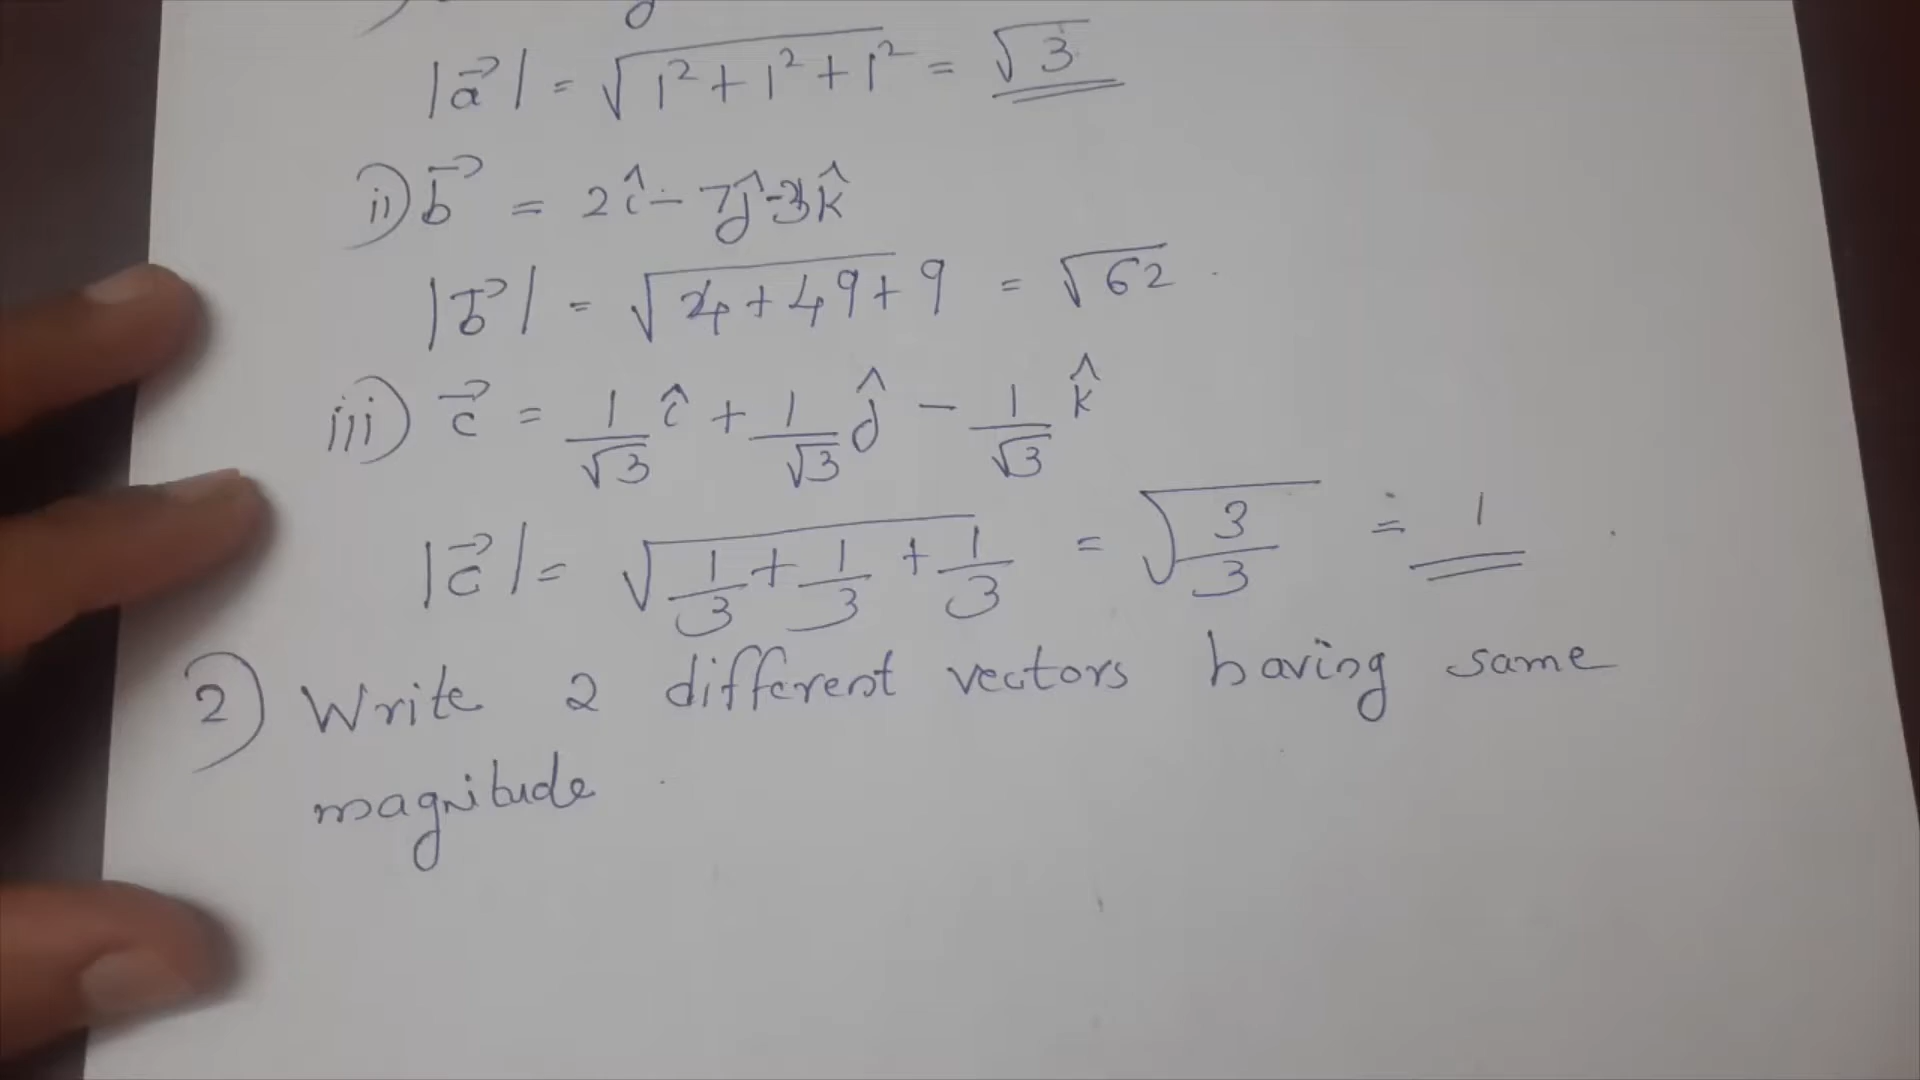 |a⃗| = √(1² + 1² + 1²) = √3
ii) b⃗ = 2î - 7ĵ - 3k̂
|b⃗| = √(4 + 49 + 9) = √62
iii) c⃗ = 1/√3 î + 1/√3 ĵ - 1/√3 k̂
|c⃗| = √(1/3 + 1/3 + 1/3) = √(3/3) = 1
2) Write 2 different vectors having same
magnitude